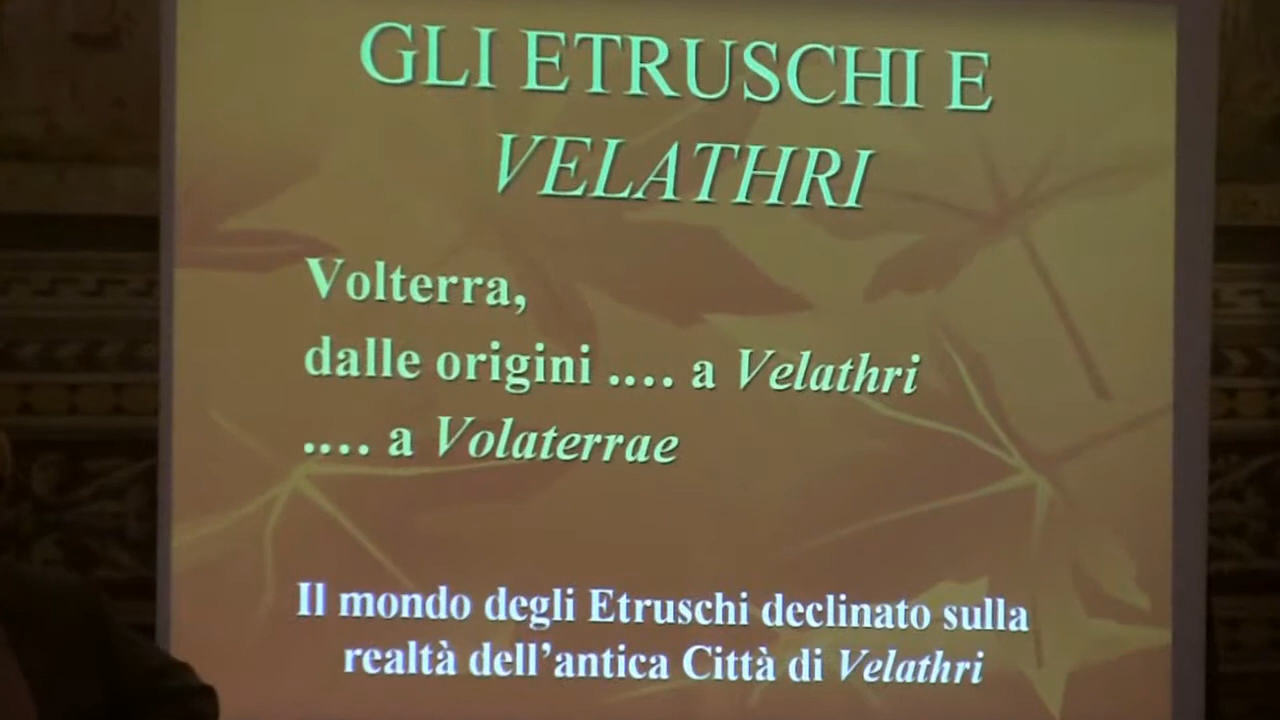 GLI ETRUSCHI E
VELATHRI
Volterra,
dalle origini .... a Velathri
.... a Volaterrae
Il mondo degli Etruschi declinato sulla
realtà dell’antica Città di Velathri